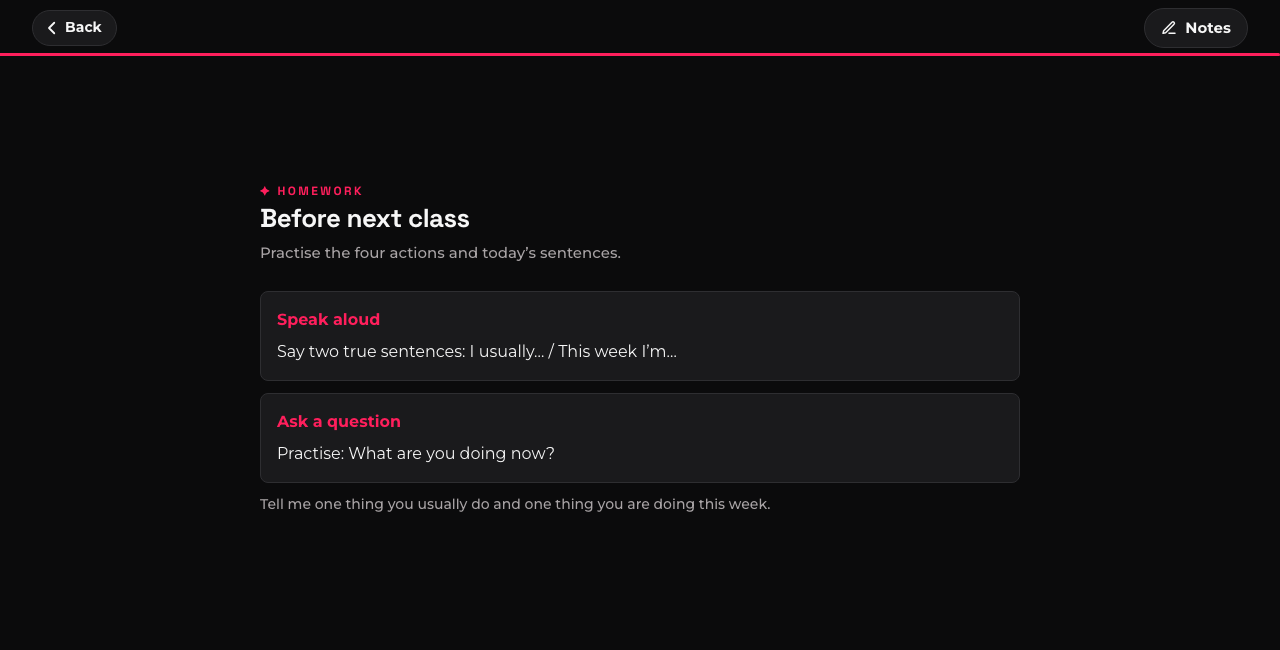 Back
Notes
HOMEWORK
Before next class
Practise the four actions and today’s sentences.
Speak aloud
Say two true sentences: I usually… / This week I’m…
Ask a question
Practise: What are you doing now?
Tell me one thing you usually do and one thing you are doing this week.